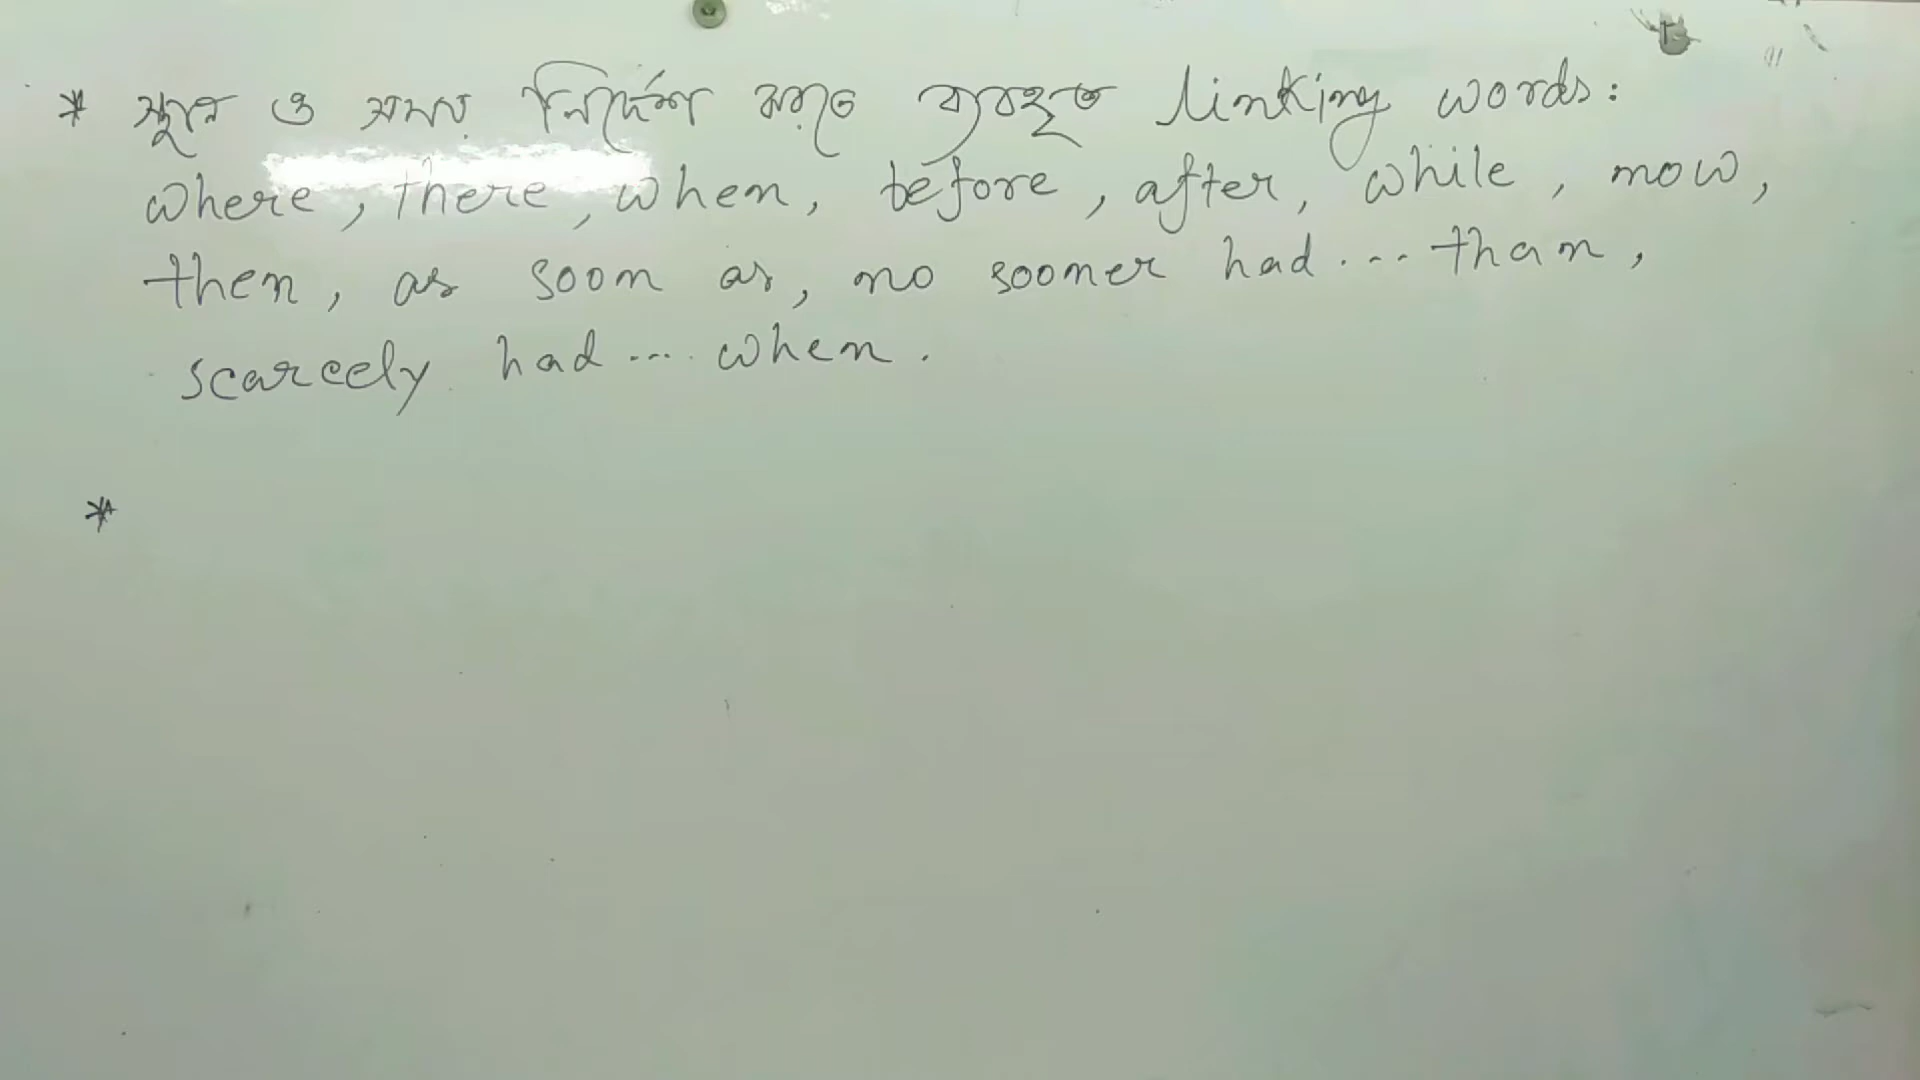 * স্থান ও সময় নির্দেশ করতে ব্যবহৃত linking words:
where, there, when, before, after, while, now,
then, as soon as, no sooner had ... than,
scarcely had .... when.
*